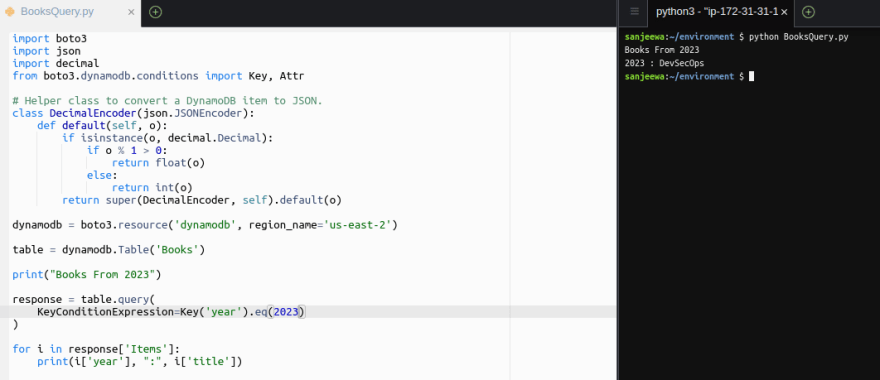 BooksQuery.py
import boto3
import json
import decimal
from boto3.dynamodb.conditions import Key, Attr
# Helper class to convert a DynamoDB item to JSON.
class DecimalEncoder(json.JSONEncoder):
    def default(self, o):
        if isinstance(o, decimal.Decimal):
            if o % 1 > 0:
                return float(o)
            else:
                return int(o)
        return super(DecimalEncoder, self).default(o)
dynamodb = boto3.resource('dynamodb', region_name='us-east-2')
table = dynamodb.Table('Books')
print("Books From 2023")
response = table.query(
    KeyConditionExpression=Key('year').eq(2023)
)
for i in response['Items']:
    print(i['year'], ":", i['title'])
python3 - "ip-172-31-31-1
sanjeewa:~/environment $ python BooksQuery.py
Books From 2023
2023 : DevSecOps
sanjeewa:~/environment $